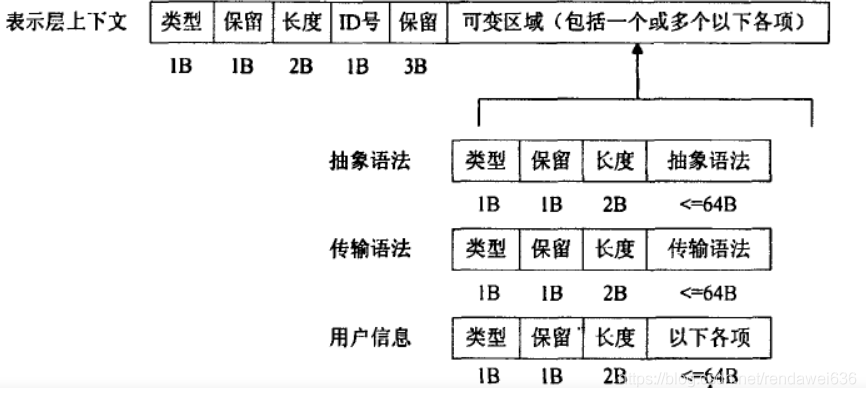 表示层上下文 类型 保留 长度 ID号 保留 可变区域（包括一个或多个以下各项）
1B 1B 2B 1B 3B
抽象语法 类型 保留 长度 抽象语法
1B 1B 2B <=64B
传输语法 类型 保留 长度 传输语法
1B 1B 2B <=64B
用户信息 类型 保留 长度 以下各项
1B 1B 2B <=64B
net/rendawei636